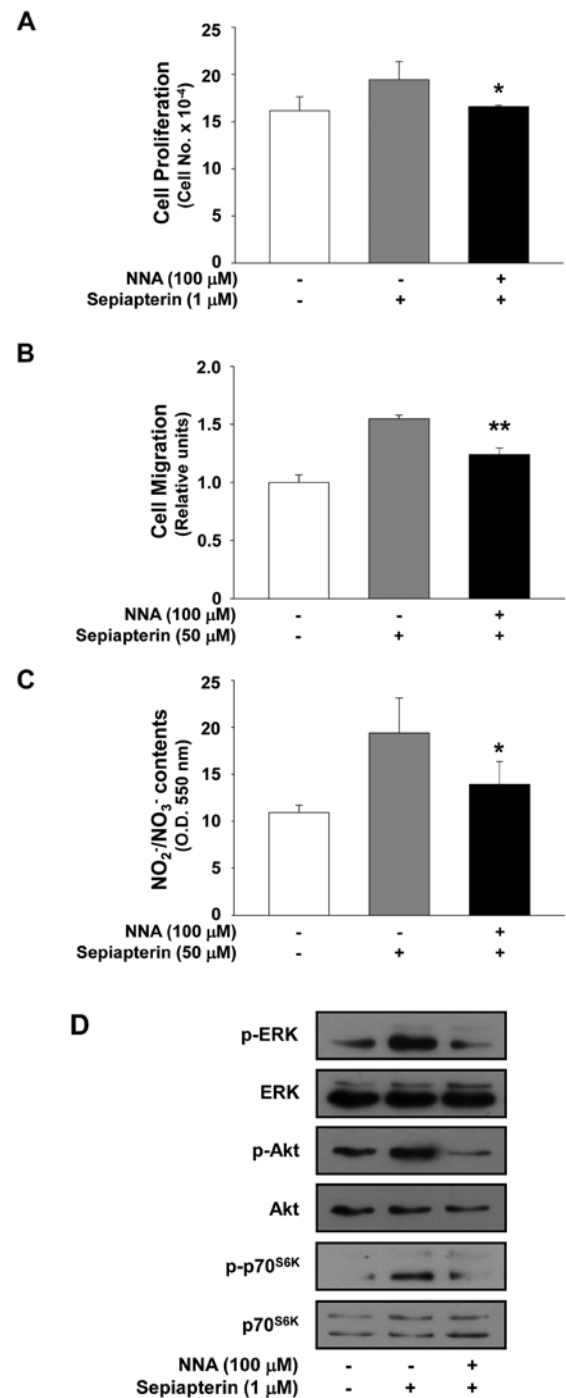 A
Cell Proliferation
(Cell No. x 10⁻⁴)
25
20
15
10
5
0
*
NNA (100 μM) - - +
Sepiapterin (1 μM) - + +
B
Cell Migration
(Relative units)
2.0
1.5
1.0
0.5
0
**
NNA (100 μM) - - +
Sepiapterin (50 μM) - + +
C
NO₂⁻/NO₃⁻ contents
(O.D. 550 nm)
25
20
15
10
5
0
*
NNA (100 μM) - - +
Sepiapterin (50 μM) - + +
D
p-ERK
ERK
p-Akt
Akt
p-p70ˢ⁶ᴷ
p70ˢ⁶ᴷ
NNA (100 μM) - - +
Sepiapterin (1 μM) - + +